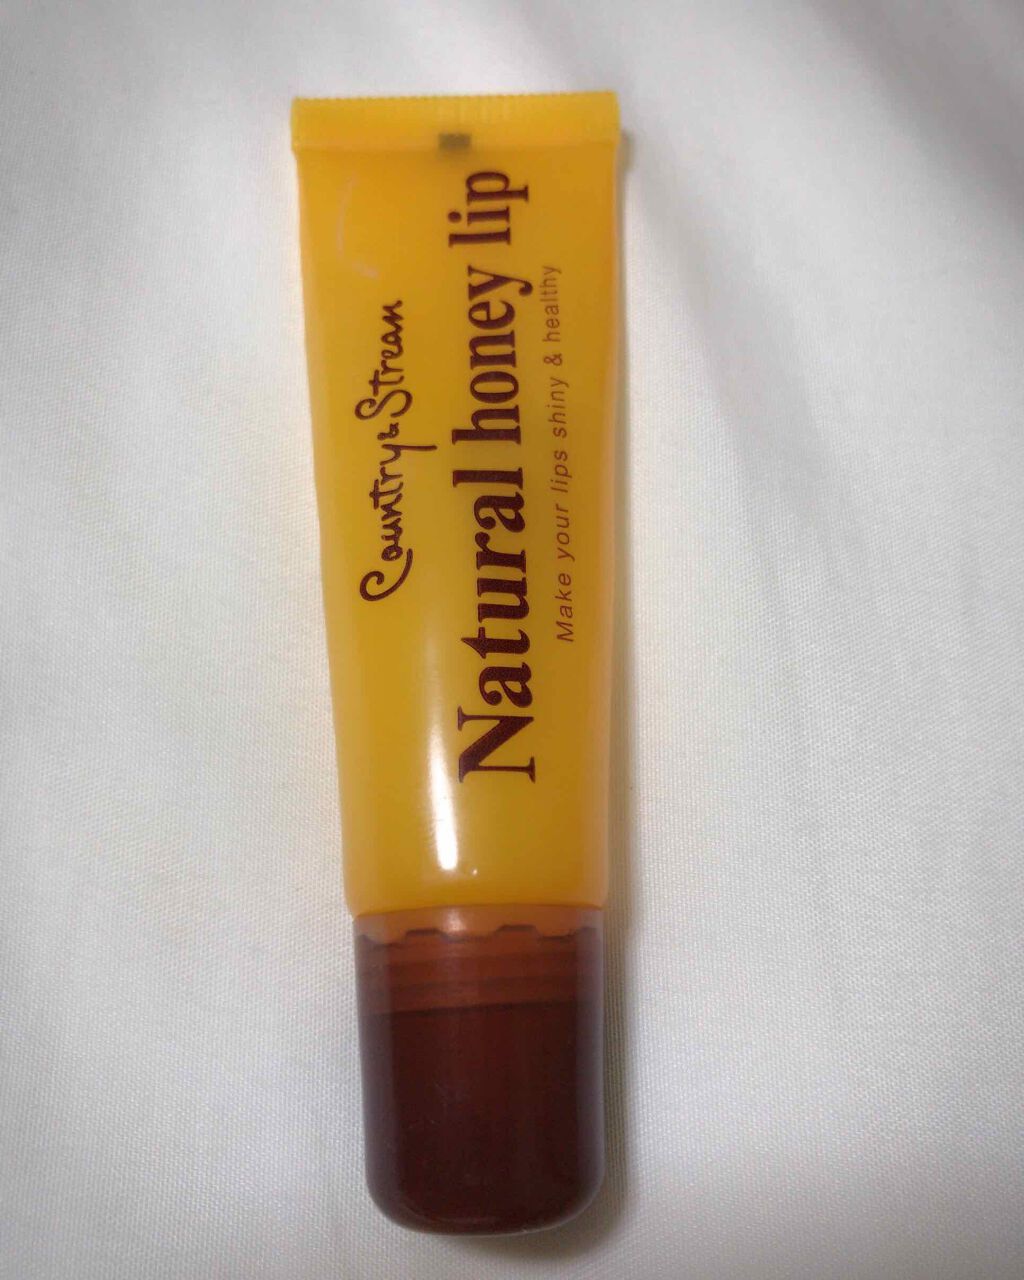 Country & Stream
Natural honey lip
Make your lips shiny & healthy